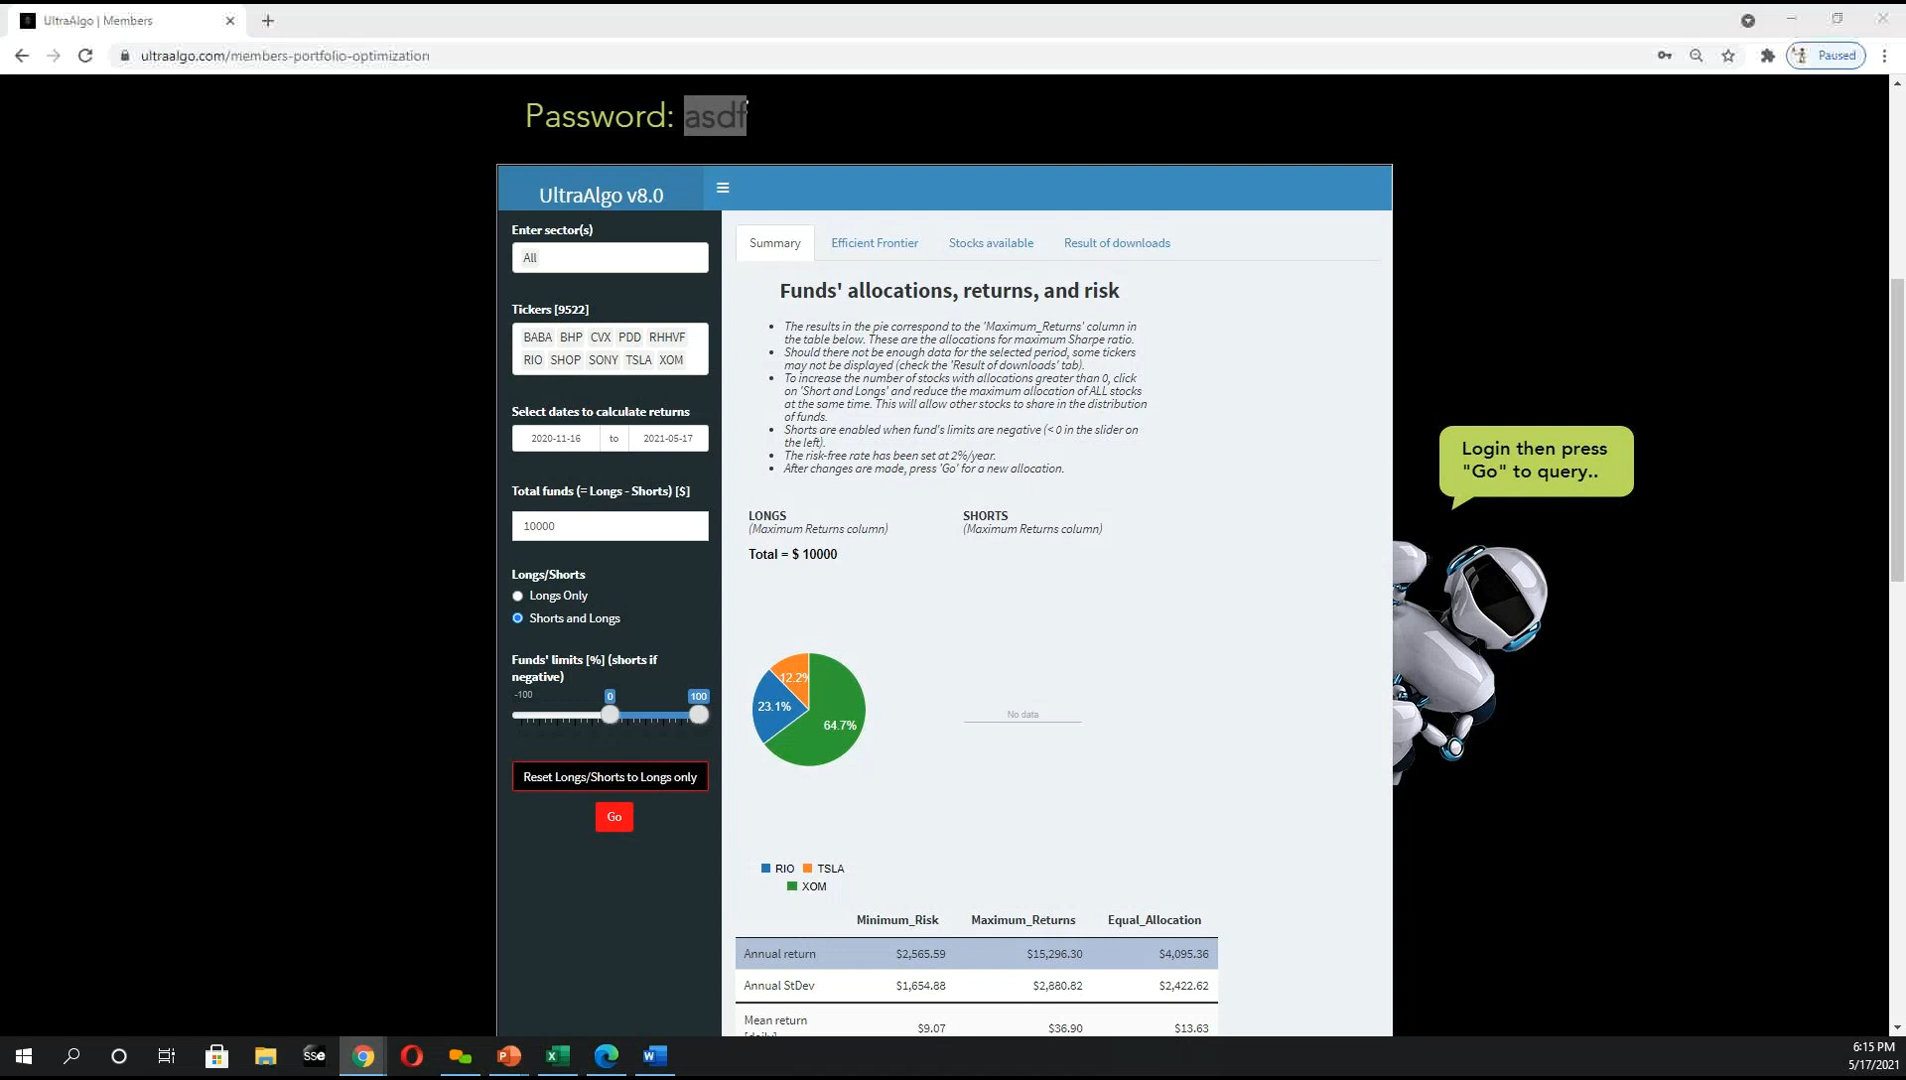 UltraAlgo | Members
ultraalgo.com/members-portfolio-optimization
Paused
Password: asdf
UltraAlgo v8.0
Enter sector(s)
All
Tickers [9522]
BABA BHP CVX PDD RHHVF
RIO SHOP SONY TSLA XOM
Select dates to calculate returns
2020-11-16 to 2021-05-17
Total funds (= Longs - Shorts) [$]
10000
Longs/Shorts
Longs Only
Shorts and Longs
Funds' limits [%] (shorts if
negative)
-100 0 100
Reset Longs/Shorts to Longs only
Go
Summary Efficient Frontier Stocks available Result of downloads
Funds' allocations, returns, and risk
The results in the pie correspond to the 'Maximum_Returns' column in
the table below. These are the allocations for maximum Sharpe ratio.
Should there not be enough data for the selected period, some tickers
may not be displayed (check the 'Result of downloads' tab).
To increase the number of stocks with allocations greater than 0, click
on 'Short and Longs' and reduce the maximum allocation of ALL stocks
at the same time. This will allow other stocks to share in the distribution
of funds.
Shorts are enabled when fund's limits are negative (< 0 in the slider on
the left).
The risk-free rate has been set at 2%/year.
After changes are made, press 'Go' for a new allocation.
LONGS SHORTS
(Maximum Returns column) (Maximum Returns column)
Total = $ 10000
12.2%
23.1%
64.7%
No data
RIO TSLA
XOM
Minimum_Risk Maximum_Returns Equal_Allocation
Annual return $2,565.59 $15,296.30 $4,095.36
Annual StDev $1,654.88 $2,880.82 $2,422.62
Mean return
[daily] $9.07 $36.90 $13.63
Login then press
"Go" to query..
SSe
6:15 PM
5/17/2021